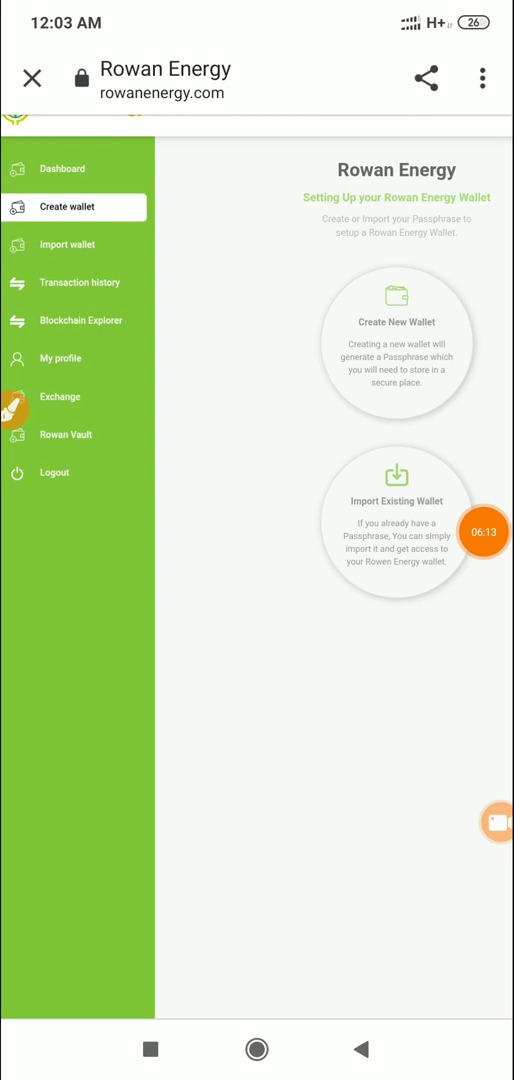 12:03 AM
H+
26
Rowan Energy
rowanenergy.com
Dashboard
Create wallet
Import wallet
Transaction history
Blockchain Explorer
My profile
Exchange
Rowan Vault
Logout
Rowan Energy
Setting Up your Rowan Energy Wallet
Create or Import your Passphrase to
setup a Rowan Energy Wallet.
Create New Wallet
Creating a new wallet will
generate a Passphrase which
you will need to store in a
secure place.
Import Existing Wallet
If you already have a
Passphrase, You can simply
import it and get access to
your Rowen Energy wallet.
06:13